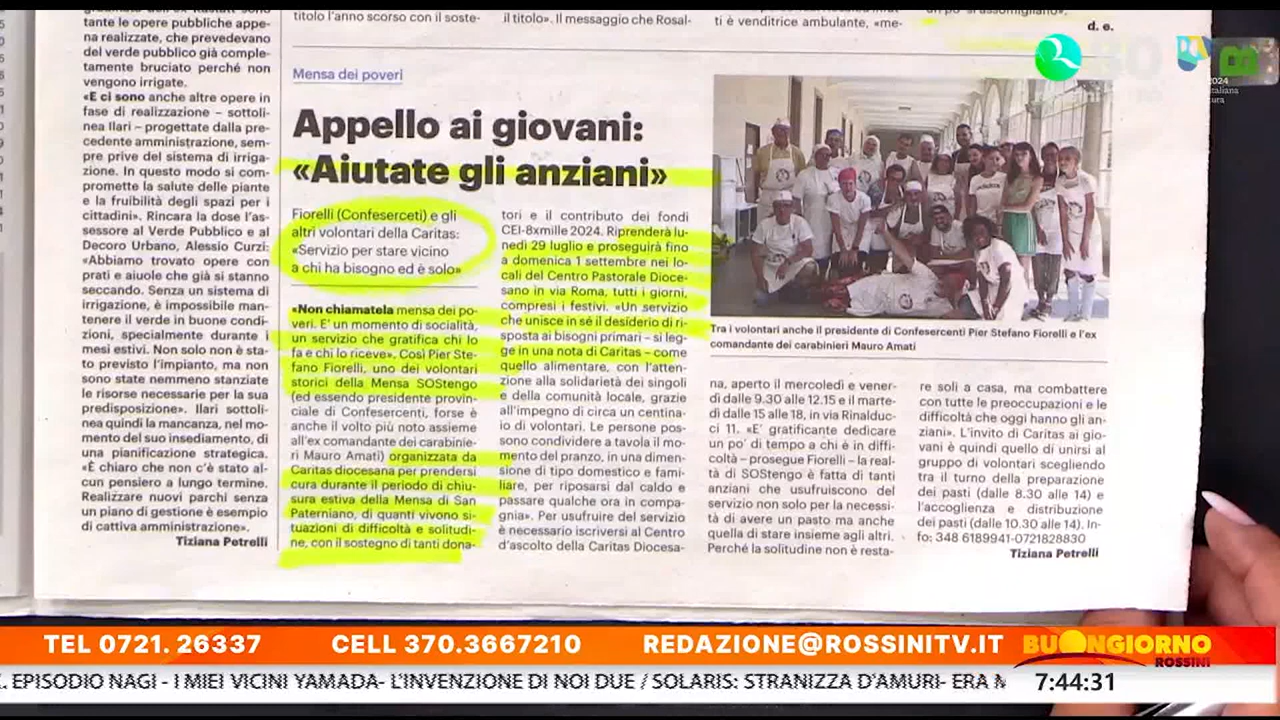 tante le opere pubbliche appe-
na realizzate, che prevedevano
del verde pubblico già comple-
tamente bruciato perché non
vengono irrigate.
«E ci sono anche altre opere in
fase di realizzazione – sottoli-
nea Ilari – progettate dalla pre-
cedente amministrazione, sem-
pre prive del sistema di irriga-
zione. In questo modo si com-
promette la salute delle piante
e la fruibilità degli spazi per i
cittadini». Rincara la dose l'as-
sessore al Verde Pubblico e al
Decoro Urbano, Alessio Curzi:
«Abbiamo trovato opere con
prati e aiuole che già si stanno
seccando. Senza un sistema di
irrigazione, è impossibile man-
tenere il verde in buone condi-
zioni, specialmente durante i
mesi estivi. Non solo non è sta-
to previsto l'impianto, ma non
sono state nemmeno stanziate
le risorse necessarie per la sua
predisposizione». Ilari sottoli-
nea quindi la mancanza, nel mo-
mento del suo insediamento, di
una pianificazione strategica.
«È chiaro che non c'è stato al-
cun pensiero a lungo termine.
Realizzare nuovi parchi senza
un piano di gestione è esempio
di cattiva amministrazione».
Tiziana Petrelli
titolo l'anno scorso con il soste-
il titolo». Il messaggio che Rosal-
ti è venditrice ambulante, «me-
d. e.
Mensa dei poveri
Appello ai giovani:
«Aiutate gli anziani»
Fiorelli (Confeserceti) e gli
altri volontari della Caritas:
«Servizio per stare vicino
a chi ha bisogno ed è solo»
«Non chiamatela mensa dei po-
veri. E' un momento di socialità,
un servizio che gratifica chi lo
fa e chi lo riceve». Così Pier Ste-
fano Fiorelli, uno dei volontari
storici della Mensa SOStengo
(ed essendo presidente provin-
ciale di Confesercenti, forse è
anche il volto più noto assieme
all'ex comandante dei carabinie-
ri Mauro Amati) organizzata da
Caritas diocesana per prendersi
cura durante il periodo di chiu-
sura estiva della Mensa di San
Paterniano, di quanti vivono si-
tuazioni di difficoltà e solitudi-
ne, con il sostegno di tanti dona-
tori e il contributo dei fondi
CEI-8xmille 2024. Riprenderà lu-
nedì 29 luglio e proseguirà fino
a domenica 1 settembre nei lo-
cali del Centro Pastorale Dioce-
sano in via Roma, tutti i giorni,
compresi i festivi. «Un servizio
che unisce in sé il desiderio di ri-
sposta ai bisogni primari – si leg-
ge in una nota di Caritas – come
quello alimentare, con l'atten-
zione alla solidarietà dei singoli
e della comunità locale, grazie
all'impegno di circa un centina-
io di volontari. Le persone pos-
sono condividere a tavola il mo-
mento del pranzo, in una dimen-
sione di tipo domestico e fami-
liare, per riposarsi dal caldo e
passare qualche ora in compa-
gnia». Per usufruire del servizio
è necessario iscriversi al Centro
d'ascolto della Caritas Diocesa-
Tra i volontari anche il presidente di Confesercenti Pier Stefano Fiorelli e l'ex
comandante dei carabinieri Mauro Amati
na, aperto il mercoledì e vener-
dì dalle 9.30 alle 12.15 e il marte-
dì dalle 15 alle 18, in via Rinalduc-
ci 11. «E' gratificante dedicare
un po' di tempo a chi è in diffi-
coltà – prosegue Fiorelli – la real-
tà di SOStengo è fatta di tanti
anziani che usufruiscono del
servizio non solo per la necessi-
tà di avere un pasto ma anche
quella di stare insieme agli altri.
Perché la solitudine non è resta-
re soli a casa, ma combattere
con tutte le preoccupazioni e le
difficoltà che oggi hanno gli an-
ziani». L'invito di Caritas ai gio-
vani è quindi quello di unirsi al
gruppo di volontari scegliendo
tra il turno della preparazione
dei pasti (dalle 8.30 alle 14) e
l'accoglienza e distribuzione
dei pasti (dalle 10.30 alle 14). In-
fo: 348 6189941-0721828830
Tiziana Petrelli
TEL 0721. 26337 CELL 370.3667210 REDAZIONE@ROSSINITV.IT BUONGIORNO
ROSSINI
EPISODIO NAGI - I MIEI VICINI YAMADA- L'INVENZIONE DI NOI DUE / SOLARIS: STRANIZZA D'AMURI- ERA 7:44:31